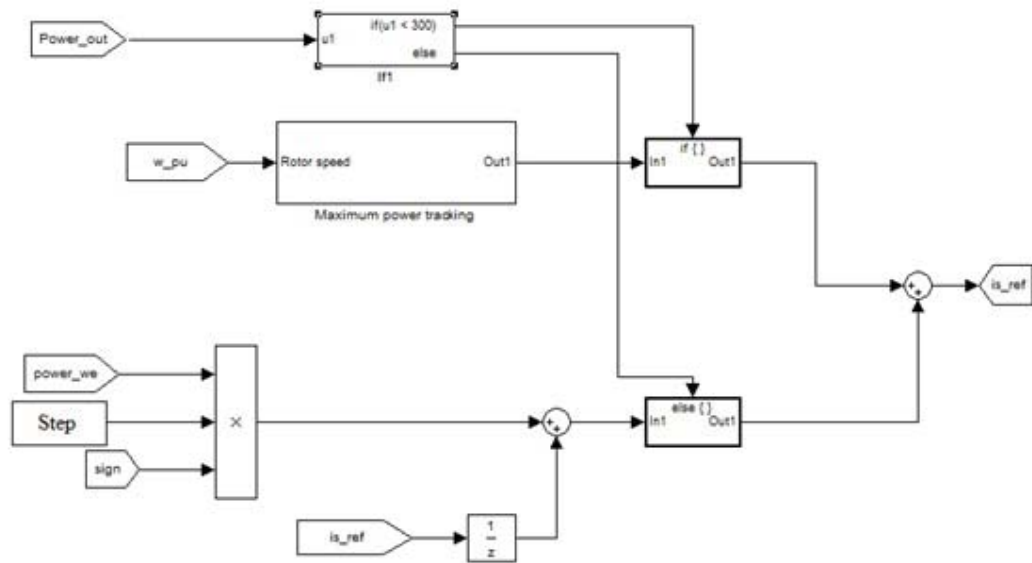 Power_out
u1
if(u1 < 300)
else
If1
w_pu
Rotor speed
Out1
Maximum power tracking
if { }
In1
Out1
is_ref
power_we
Step
sign
×
else { }
In1
Out1
is_ref
1
z